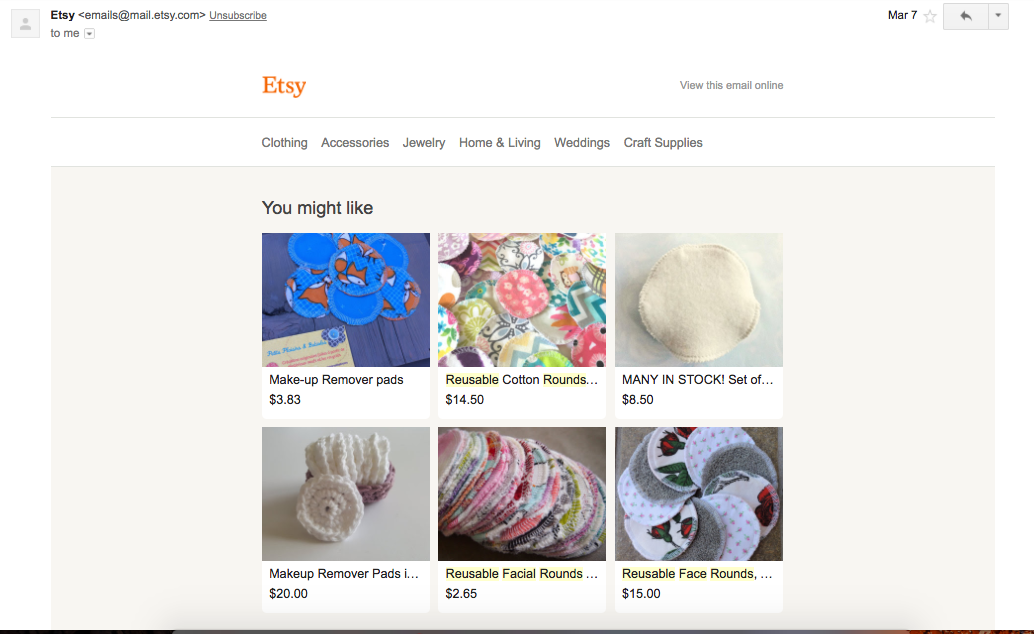 Etsy <emails@mail.etsy.com> Unsubscribe
Mar 7
to me
Etsy
View this email online
Clothing Accessories Jewelry Home & Living Weddings Craft Supplies
You might like
Make-up Remover pads
$3.83
Reusable Cotton Rounds…
$14.50
MANY IN STOCK! Set of…
$8.50
Makeup Remover Pads i…
$20.00
Reusable Facial Rounds …
$2.65
Reusable Face Rounds, …
$15.00